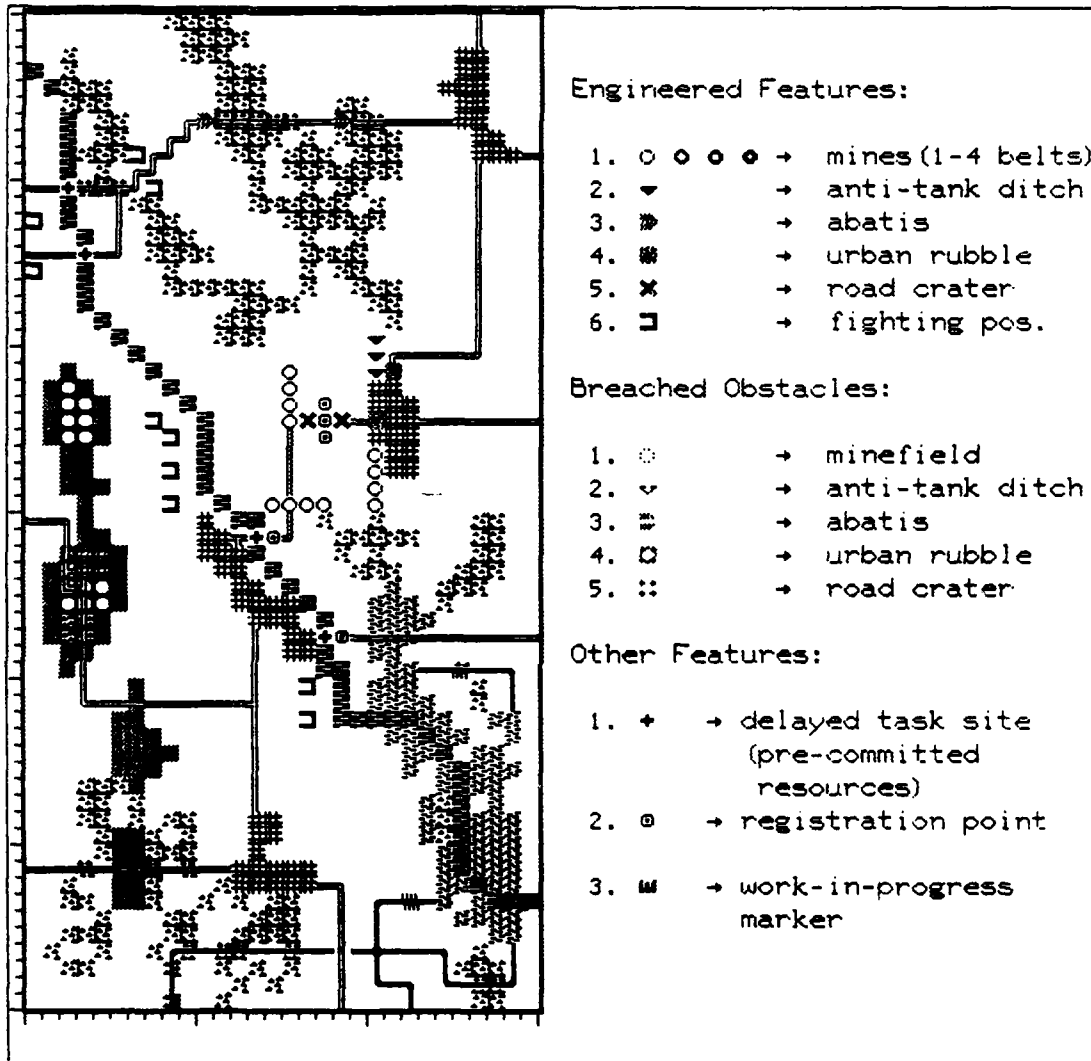 Engineered Features:
1. → mines (1-4 belts)
2. → anti-tank ditch
3. → abatis
4. → urban rubble
5. → road crater
6. → fighting pos.
Breached Obstacles:
1. → minefield
2. → anti-tank ditch
3. → abatis
4. → urban rubble
5. → road crater
Other Features:
1. + → delayed task site
(pre-committed
resources)
2. → registration point
3. → work-in-progress
marker